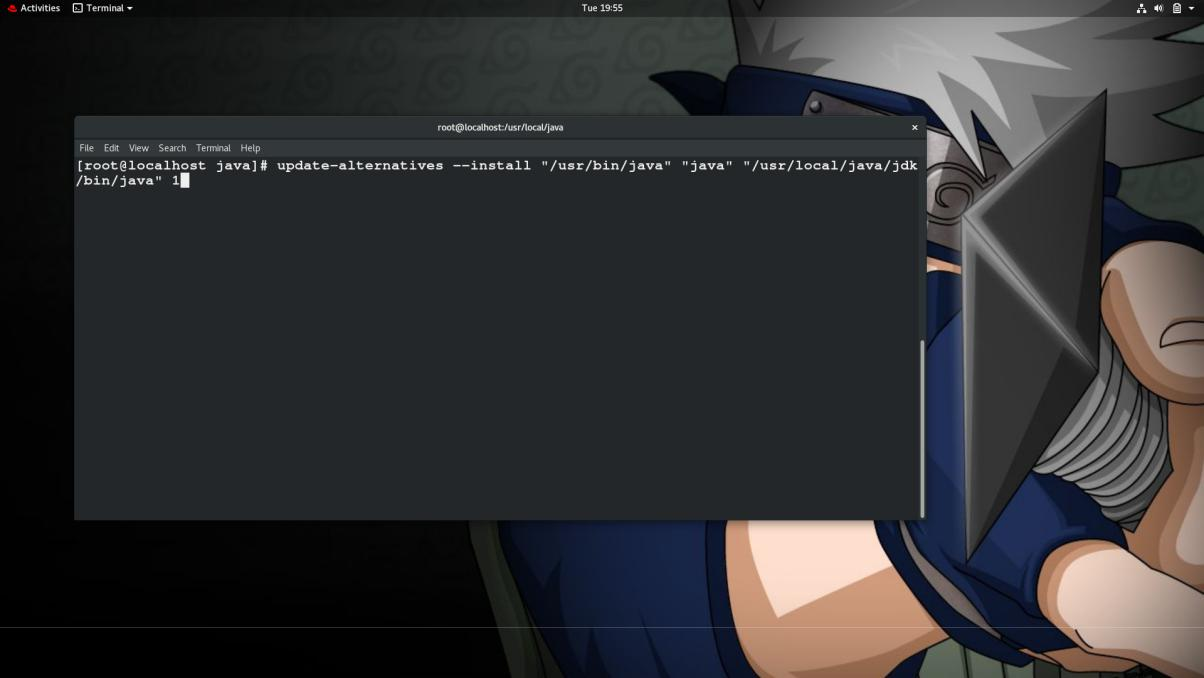 Activities Terminal Tue 19:55
root@localhost:/usr/local/java ×
File Edit View Search Terminal Help
[root@localhost java]# update-alternatives --install "/usr/bin/java" "java" "/usr/local/java/jdk
/bin/java" 1